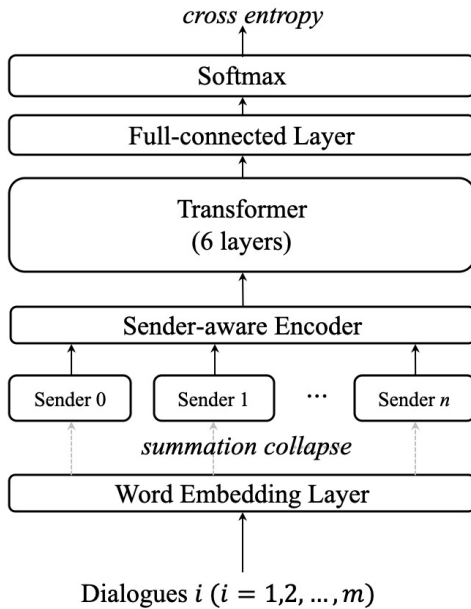 cross entropy
Softmax
Full-connected Layer
Transformer
(6 layers)
Sender-aware Encoder
Sender 0 Sender 1 ... Sender n
summation collapse
Word Embedding Layer
Dialogues i (i = 1,2, ... , m)